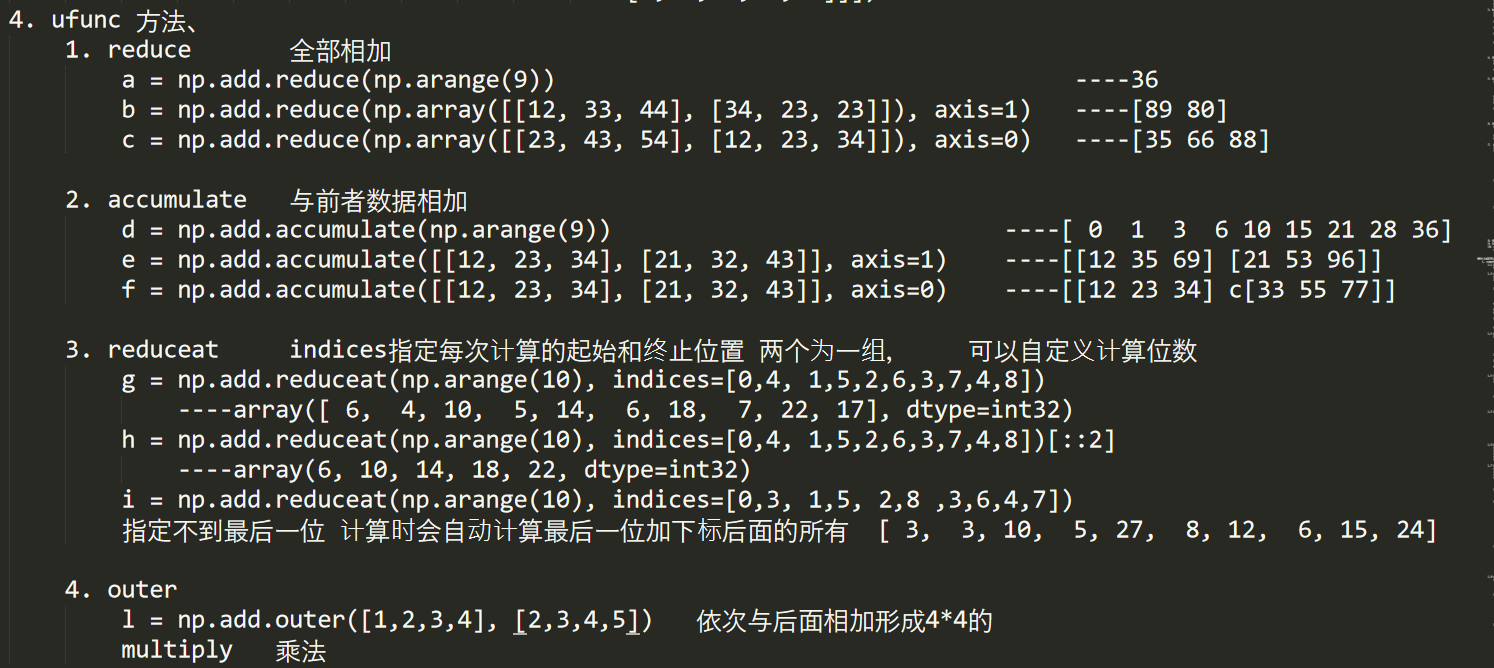 4. ufunc 方法、
1. reduce 全部相加
a = np.add.reduce(np.arange(9)) ----36
b = np.add.reduce(np.array([[12, 33, 44], [34, 23, 23]]), axis=1) ----[89 80]
c = np.add.reduce(np.array([[23, 43, 54], [12, 23, 34]]), axis=0) ----[35 66 88]
2. accumulate 与前者数据相加
d = np.add.accumulate(np.arange(9)) ----[ 0 1 3 6 10 15 21 28 36]
e = np.add.accumulate([[12, 23, 34], [21, 32, 43]], axis=1) ----[[12 35 69] [21 53 96]]
f = np.add.accumulate([[12, 23, 34], [21, 32, 43]], axis=0) ----[[12 23 34] c[33 55 77]]
3. reduceat indices指定每次计算的起始和终止位置 两个为一组, 可以自定义计算位数
g = np.add.reduceat(np.arange(10), indices=[0,4, 1,5,2,6,3,7,4,8])
----array([ 6, 4, 10, 5, 14, 6, 18, 7, 22, 17], dtype=int32)
h = np.add.reduceat(np.arange(10), indices=[0,4, 1,5,2,6,3,7,4,8])[::2]
----array(6, 10, 14, 18, 22, dtype=int32)
i = np.add.reduceat(np.arange(10), indices=[0,3, 1,5, 2,8 ,3,6,4,7])
指定不到最后一位 计算时会自动计算最后一位加下标后面的所有 [ 3, 3, 10, 5, 27, 8, 12, 6, 15, 24]
4. outer
l = np.add.outer([1,2,3,4], [2,3,4,5]) 依次与后面相加形成4*4的
multiply 乘法